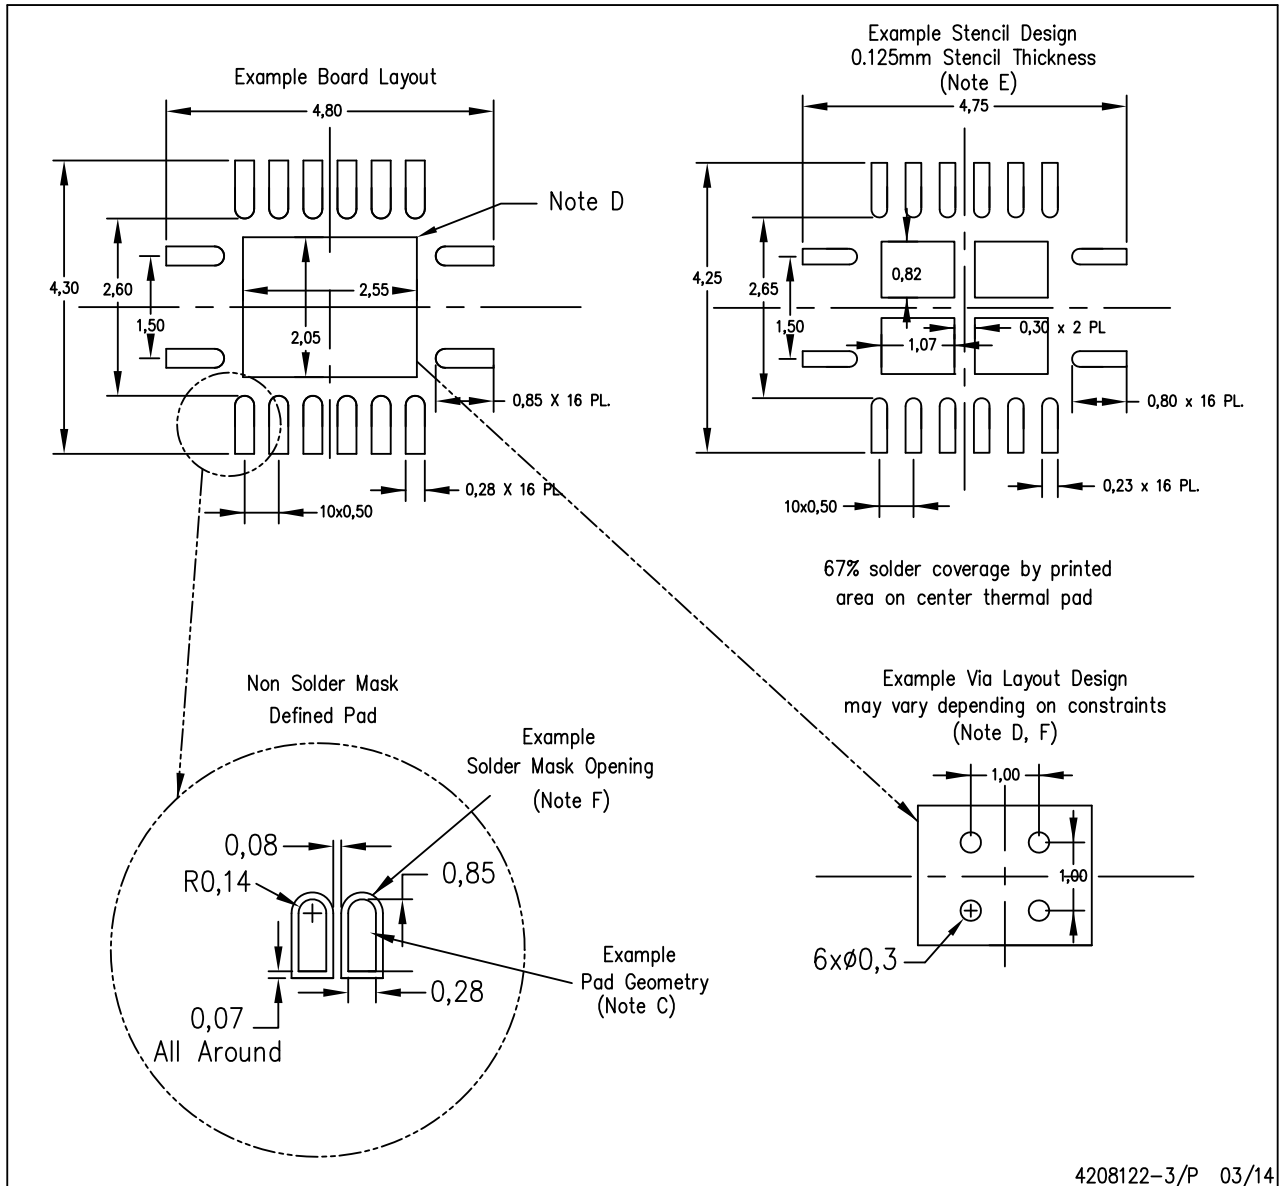 Example Board Layout
4,80
Note D
4,30
2,60
1,50
2,55
2,05
0,85 X 16 PL.
0,28 X 16 PL
10x0,50
Example Stencil Design
0.125mm Stencil Thickness
(Note E)
4,75
4,25
2,65
1,50
0,82
0,30 x 2 PL
1,07
0,80 x 16 PL.
0,23 x 16 PL.
10x0,50
67% solder coverage by printed
area on center thermal pad
Non Solder Mask
Defined Pad
Example
Solder Mask Opening
(Note F)
0,08
R0,14
0,85
0,28
0,07
All Around
Example
Pad Geometry
(Note C)
Example Via Layout Design
may vary depending on constraints
(Note D, F)
1,00
1,00
6xø0,3
4208122-3/P 03/14